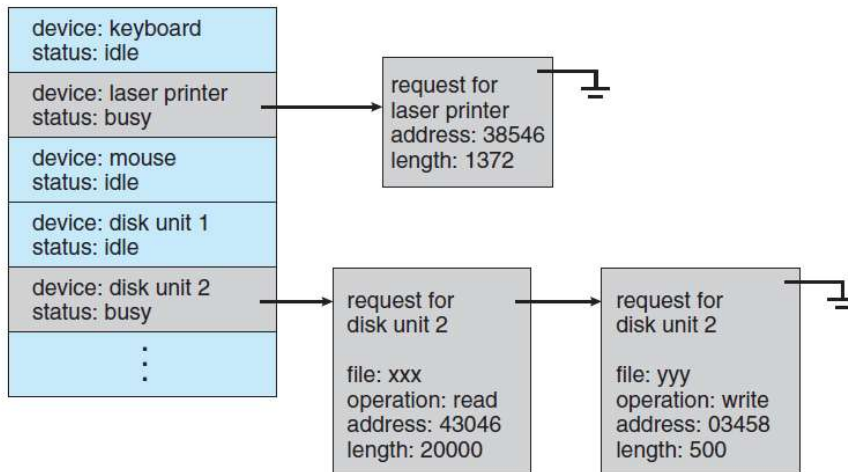 device: keyboard
status: idle
device: laser printer
status: busy
device: mouse
status: idle
device: disk unit 1
status: idle
device: disk unit 2
status: busy
request for
laser printer
address: 38546
length: 1372
request for
disk unit 2
file: xxx
operation: read
address: 43046
length: 20000
request for
disk unit 2
file: yyy
operation: write
address: 03458
length: 500